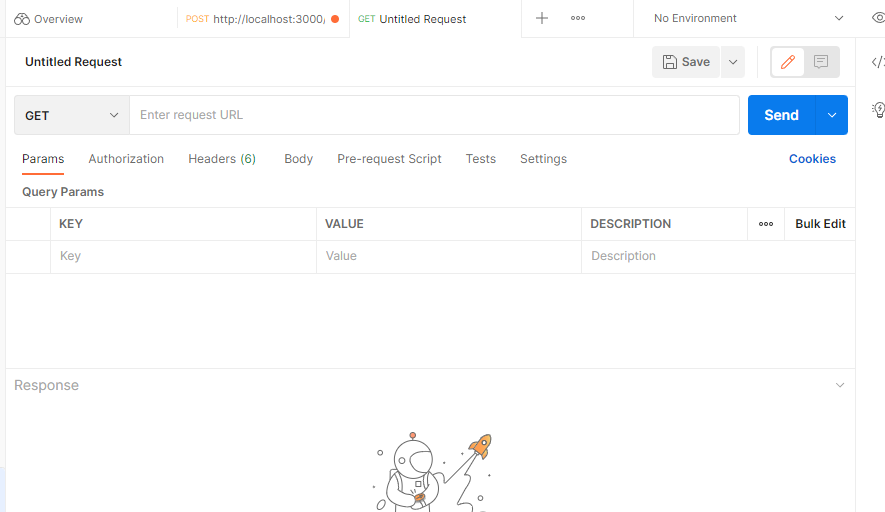 Overview POST http://localhost:3000/ GET Untitled Request No Environment
Untitled Request Save
GET Enter request URL Send
Params Authorization Headers (6) Body Pre-request Script Tests Settings Cookies
Query Params
KEY VALUE DESCRIPTION Bulk Edit
Key Value Description
Response